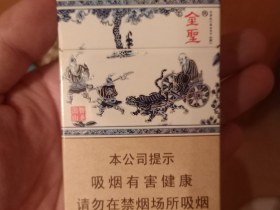 金聖
本公司提示
吸烟有害健康
请勿在禁烟场所吸烟